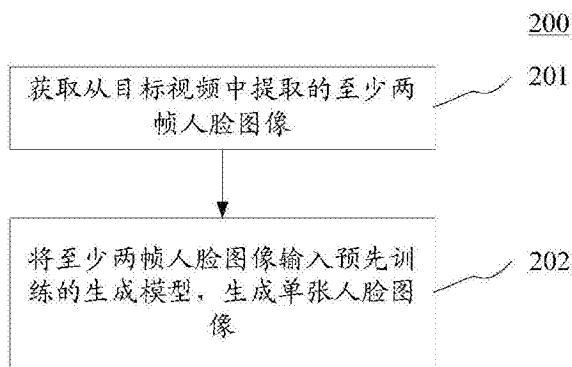 200
获取从目标视频中提取的至少两
帧人脸图像
201
将至少两帧人脸图像输入预先训
练的生成模型，生成单张人脸图
像
202